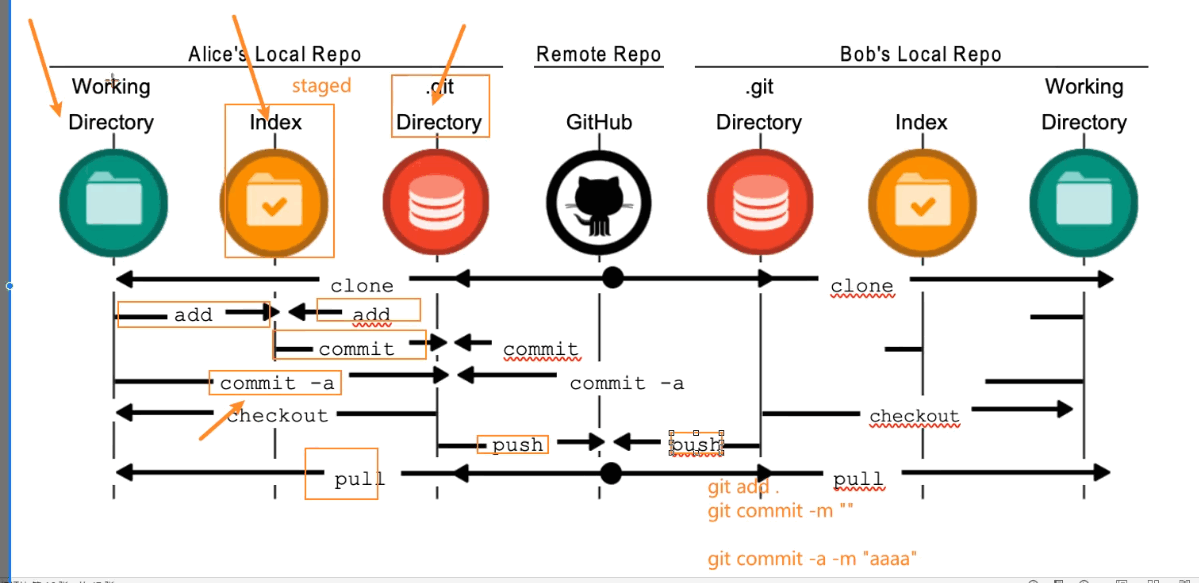 Alice's Local Repo Remote Repo Bob's Local Repo
Working staged .git .git Working
Directory Index Directory GitHub Directory Index Directory
clone clone
add add
commit commit
commit -a commit -a
checkout checkout
push push
pull pull
git add .
git commit -m ""
git commit -a -m "aaaa"